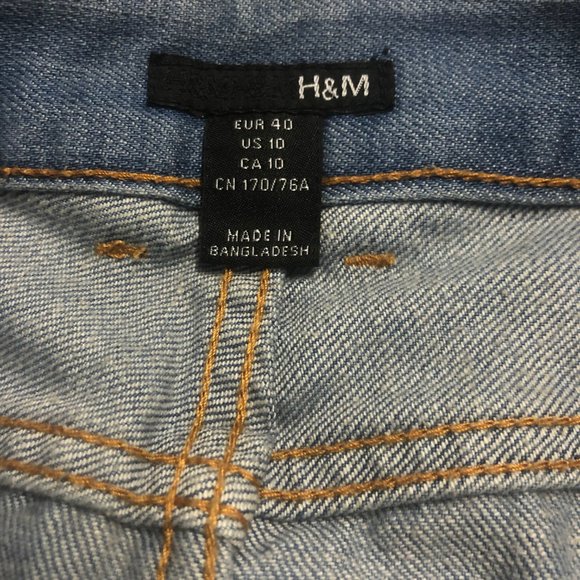 H&M
EUR 40
US 10
CA 10
CN 170/76A
MADE IN
BANGLADESH